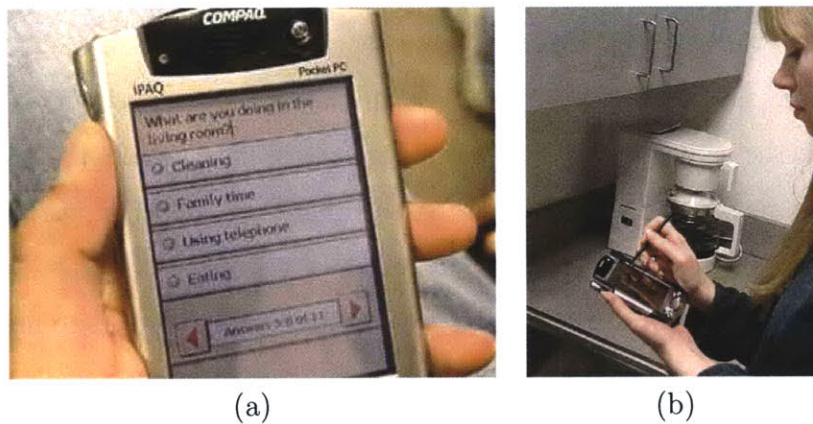 COMPAQ
iPAQ Pocket PC
What are you doing in the
living room?
Cleaning
Family time
Using telephone
Eating
Answers 5-8 of 11
(a)
(b)